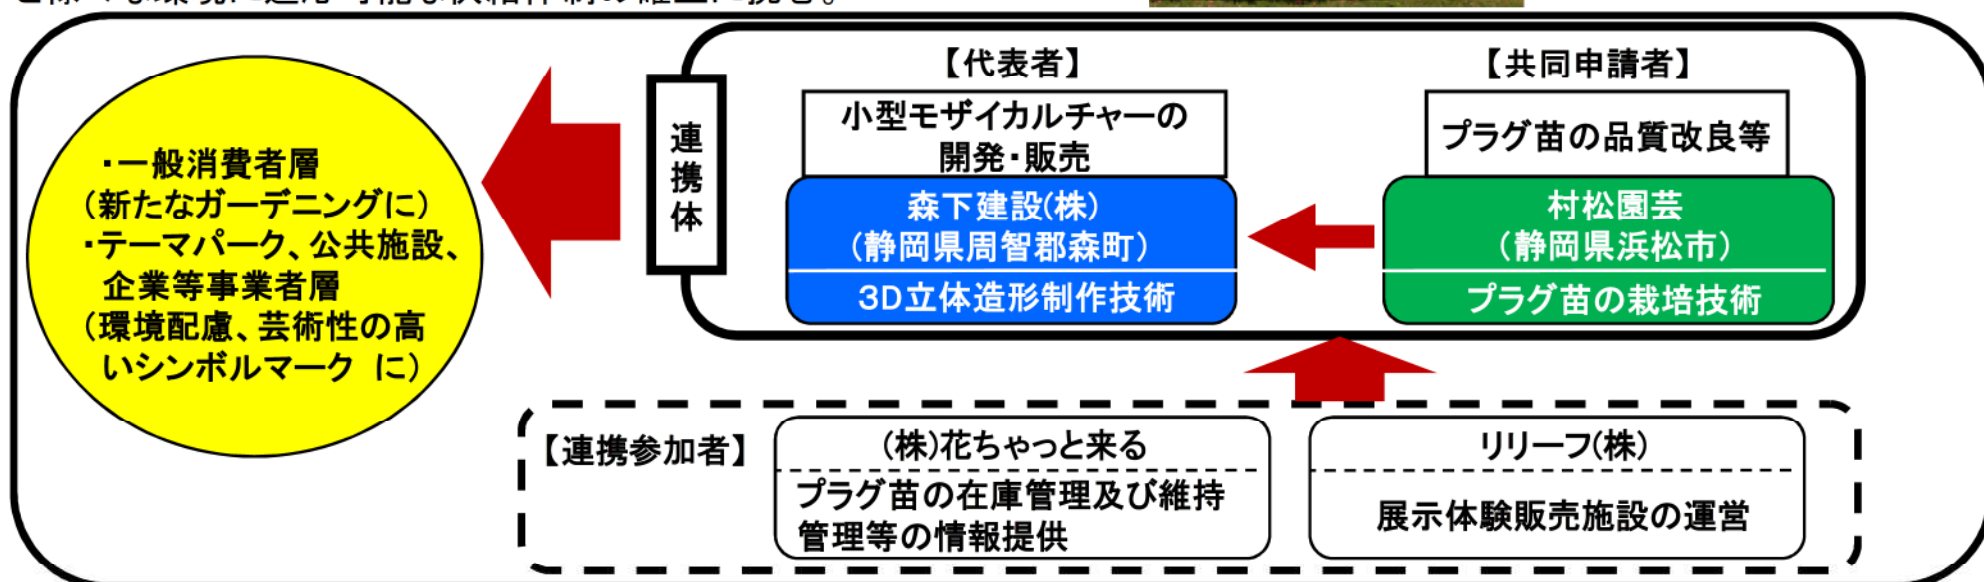 【代表者】
【共同申請者】
連携体
小型モザイカルチャーの
開発・販売
プラグ苗の品質改良等
森下建設(株)
(静岡県周智郡森町)
3D立体造形制作技術
村松園芸
(静岡県浜松市)
プラグ苗の栽培技術
・一般消費者層
(新たなガーデニングに)
・テーマパーク、公共施設、
企業等事業者層
(環境配慮、芸術性の高
いシンボルマーク に)
【連携参加者】
(株)花ちゃっと来る
プラグ苗の在庫管理及び維持
管理等の情報提供
リリーフ(株)
展示体験販売施設の運営